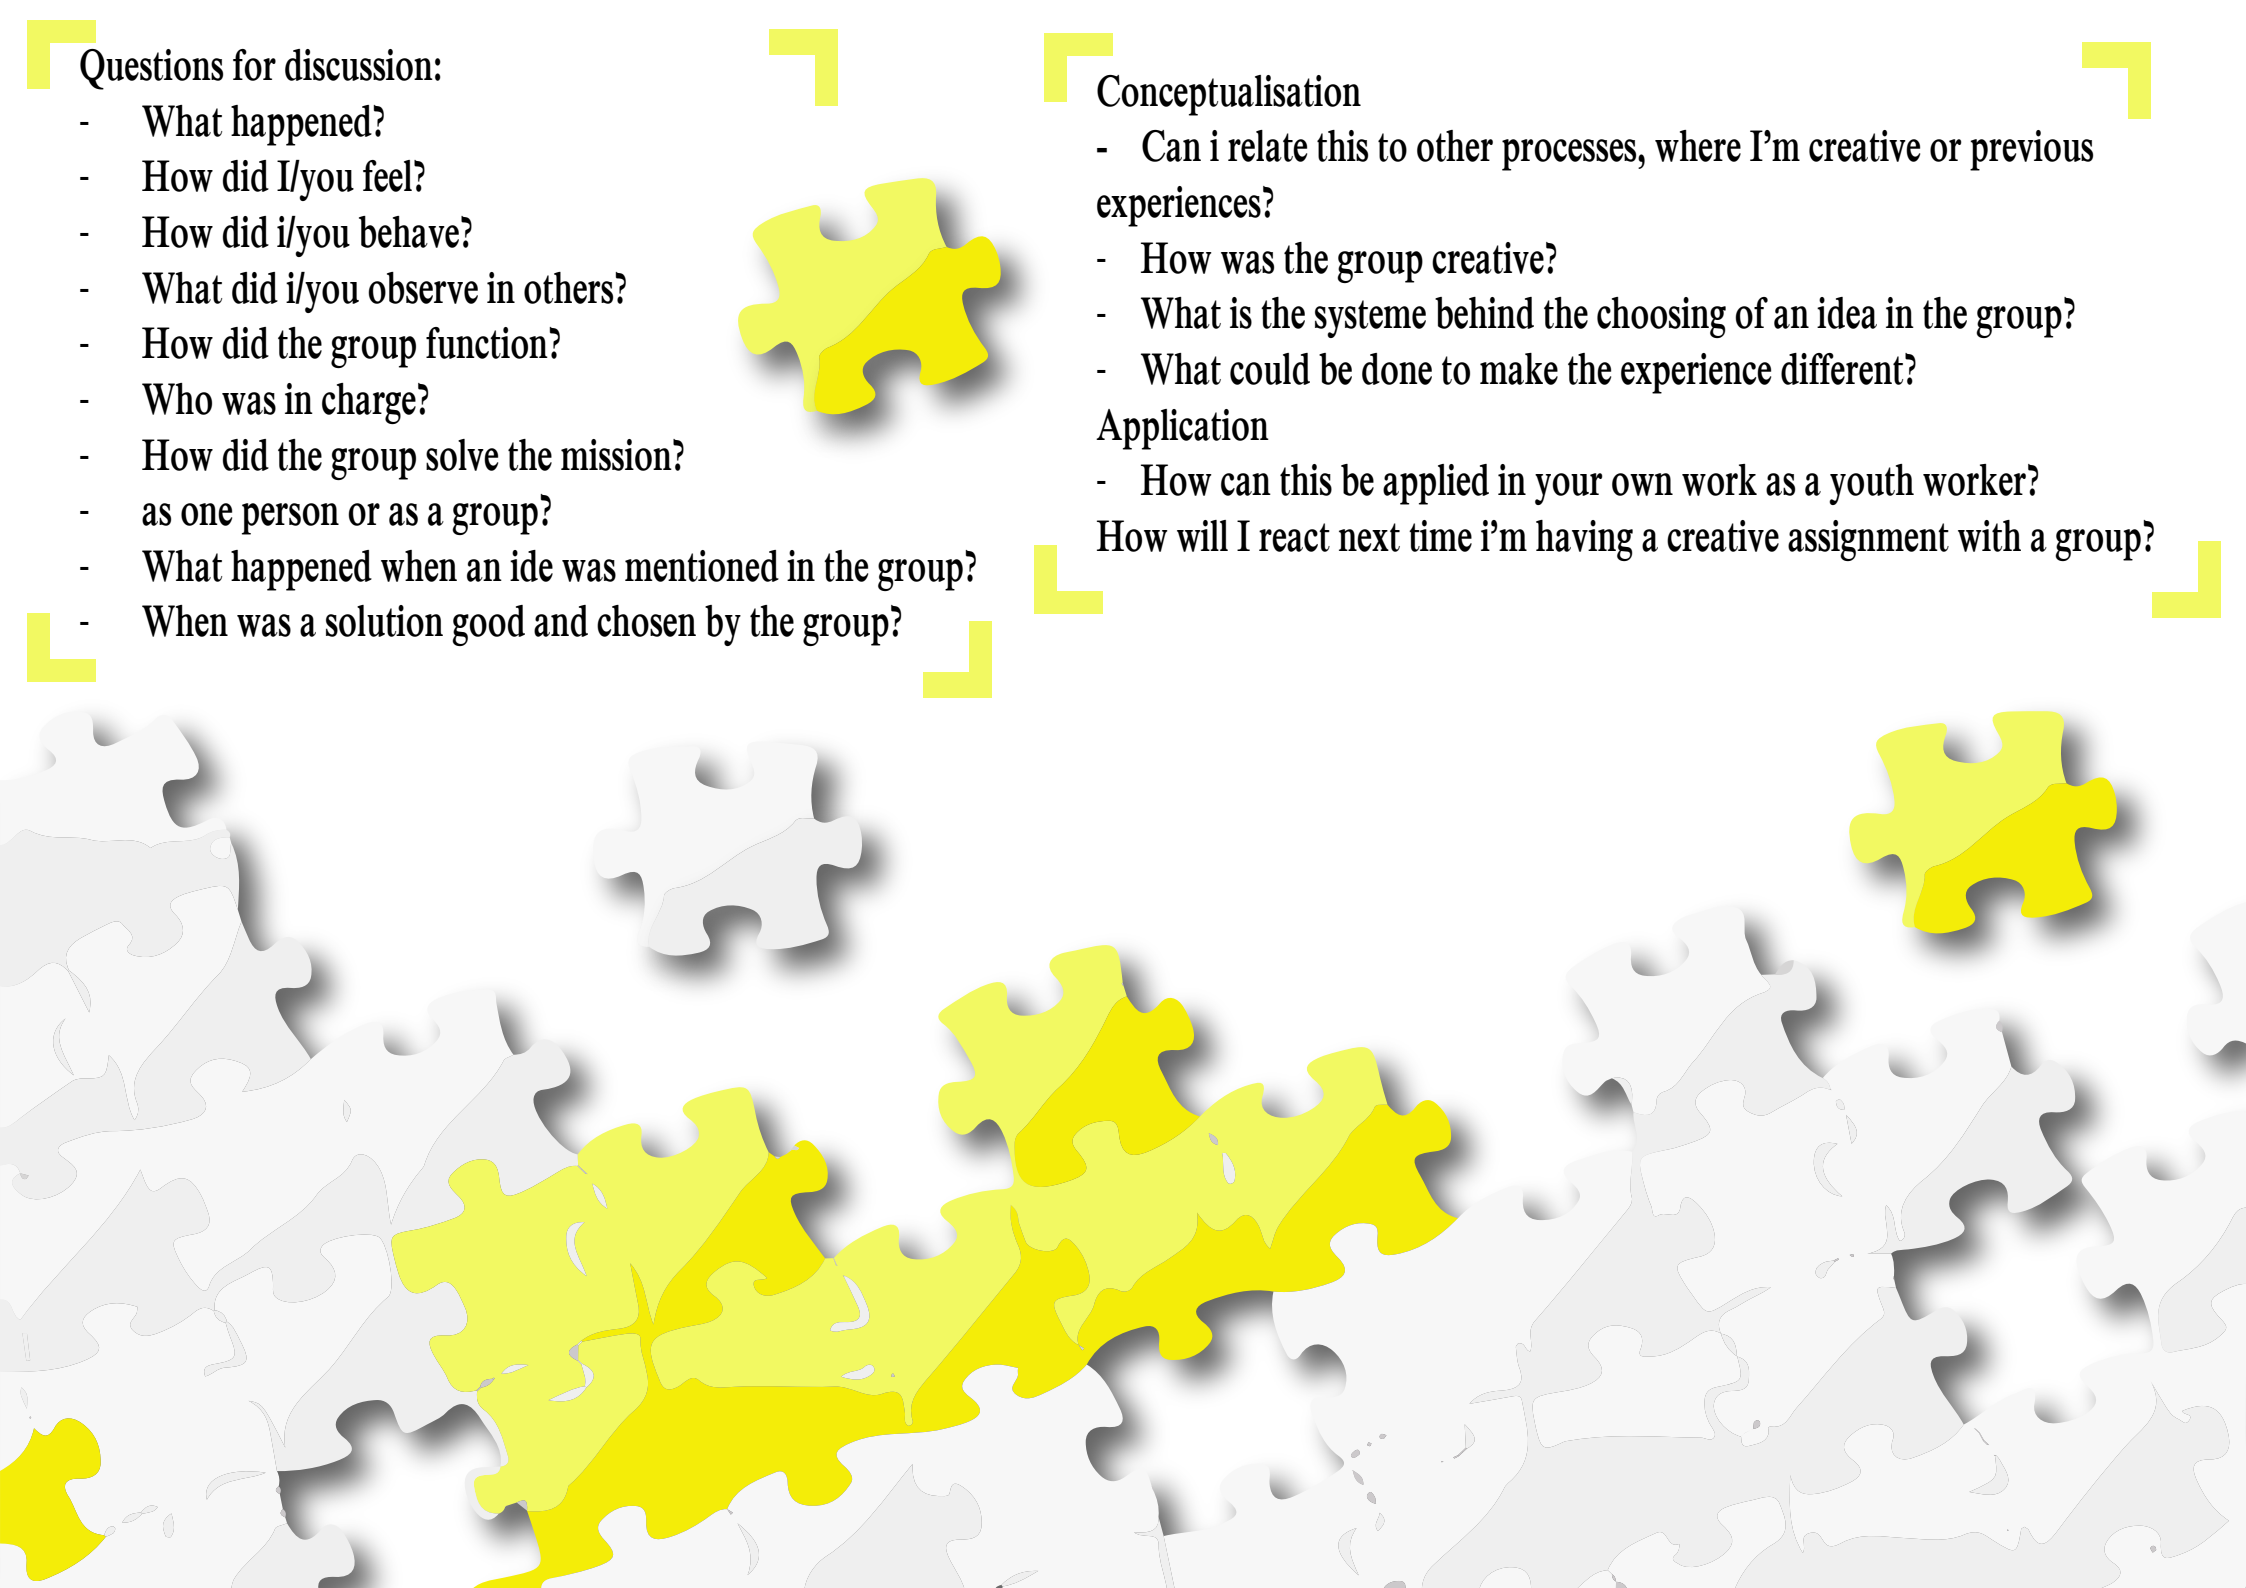 Questions for discussion:
- What happened?
- How did I/you feel?
- How did i/you behave?
- What did i/you observe in others?
- How did the group function?
- Who was in charge?
- How did the group solve the mission?
- as one person or as a group?
- What happened when an ide was mentioned in the group?
- When was a solution good and chosen by the group?
Conceptualisation
- Can i relate this to other processes, where I’m creative or previous
experiences?
- How was the group creative?
- What is the systeme behind the choosing of an idea in the group?
- What could be done to make the experience different?
Application
- How can this be applied in your own work as a youth worker?
How will I react next time i’m having a creative assignment with a group?